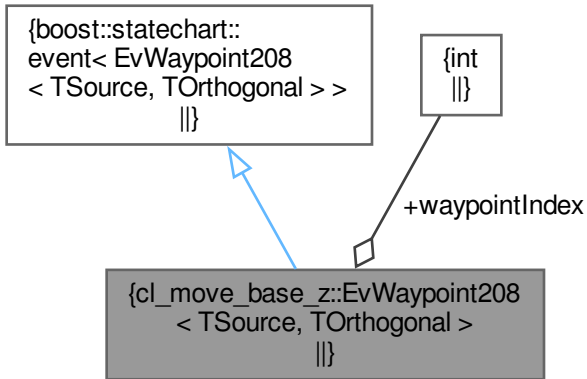 {boost::statechart::
event< EvWaypoint208
< TSource, TOrthogonal > >
||}
{int
||}
+waypointIndex
{cl_move_base_z::EvWaypoint208
< TSource, TOrthogonal >
||}